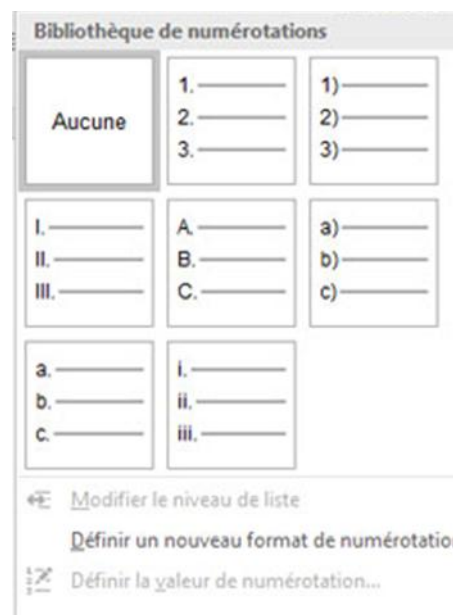 Bibliothèque de numérotations
Aucune
1.
2.
3.
1)
2)
3)
I.
II.
III.
A.
B.
C.
a)
b)
c)
a.
b.
c.
i.
ii.
iii.
Modifier le niveau de liste
Définir un nouveau format de numérotatio
Définir la valeur de numérotation...